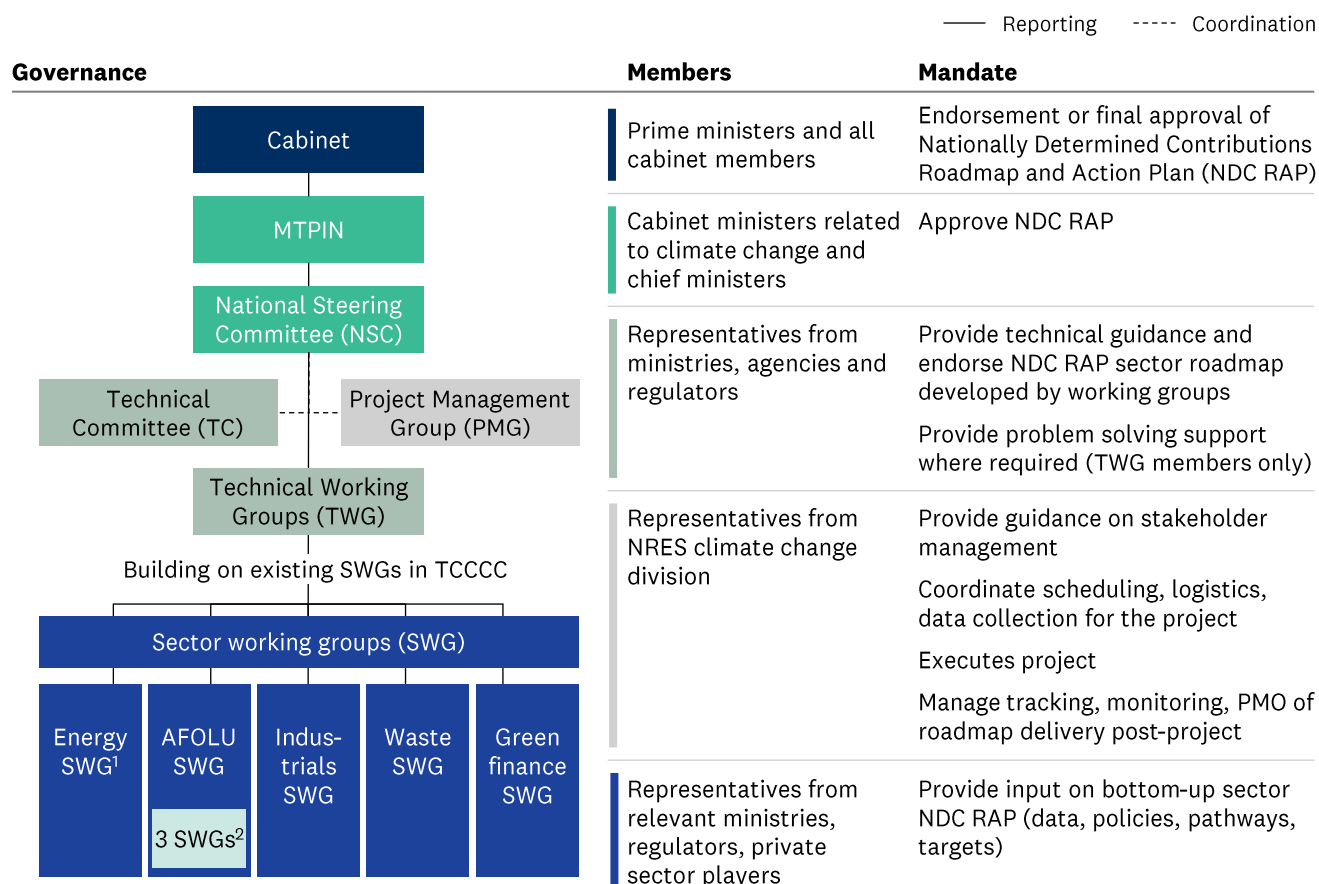 Reporting
Coordination
Governance
Members
Mandate
Cabinet
MTPIN
National Steering
Committee (NSC)
Technical
Committee (TC)
Project Management
Group (PMG)
Technical Working
Groups (TWG)
Building on existing SWGs in TCCCC
Sector working groups (SWG)
Energy
SWG¹
AFOLU
SWG
3 SWGs²
Indus-
trials
SWG
Waste
SWG
Green
finance
SWG
Prime ministers and all
cabinet members
Endorsement or final approval of
Nationally Determined Contributions
Roadmap and Action Plan (NDC RAP)
Cabinet ministers related
to climate change and
chief ministers
Approve NDC RAP
Representatives from
ministries, agencies and
regulators
Provide technical guidance and
endorse NDC RAP sector roadmap
developed by working groups
Provide problem solving support
where required (TWG members only)
Representatives from
NRES climate change
division
Provide guidance on stakeholder
management
Coordinate scheduling, logistics,
data collection for the project
Executes project
Manage tracking, monitoring, PMO of
roadmap delivery post-project
Representatives from
relevant ministries,
regulators, private
sector players
Provide input on bottom-up sector
NDC RAP (data, policies, pathways,
targets)